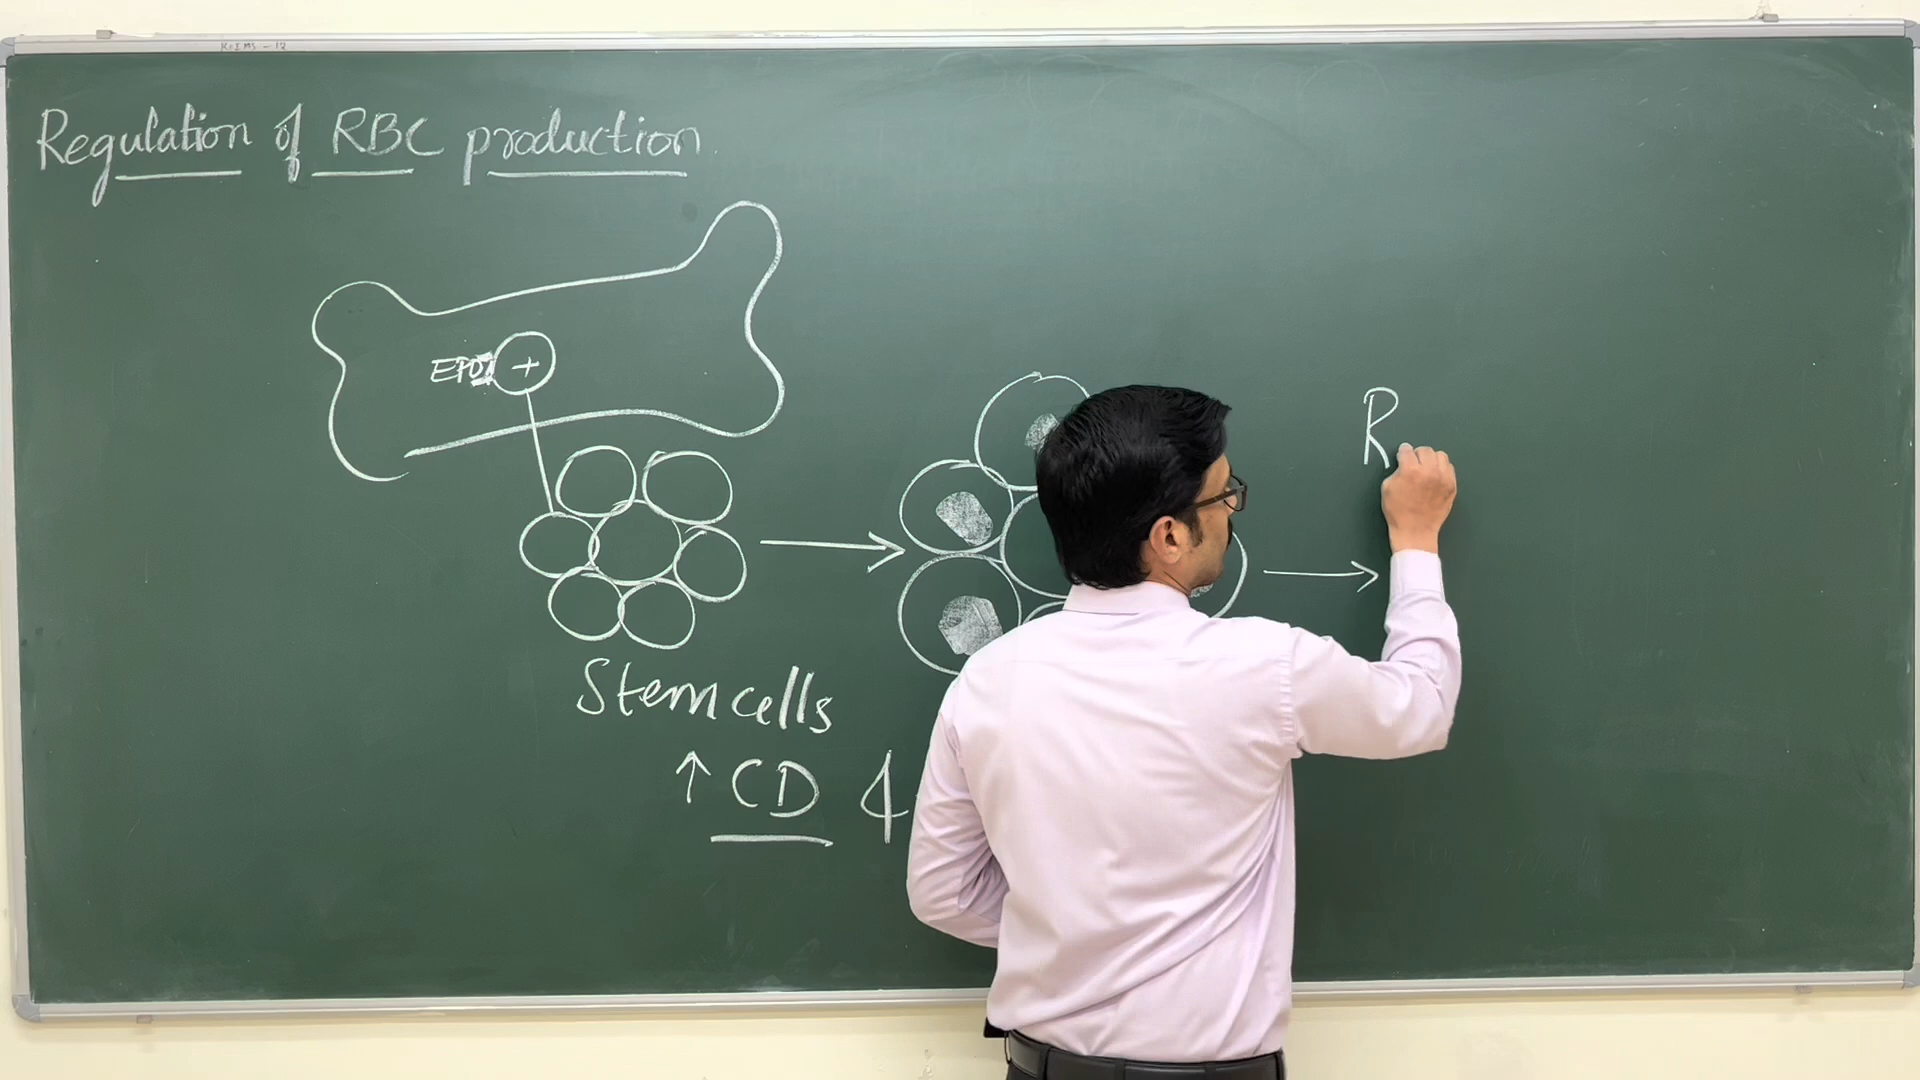 Regulation of RBC production
EPO +
R
Stem cells
↑ CD 4